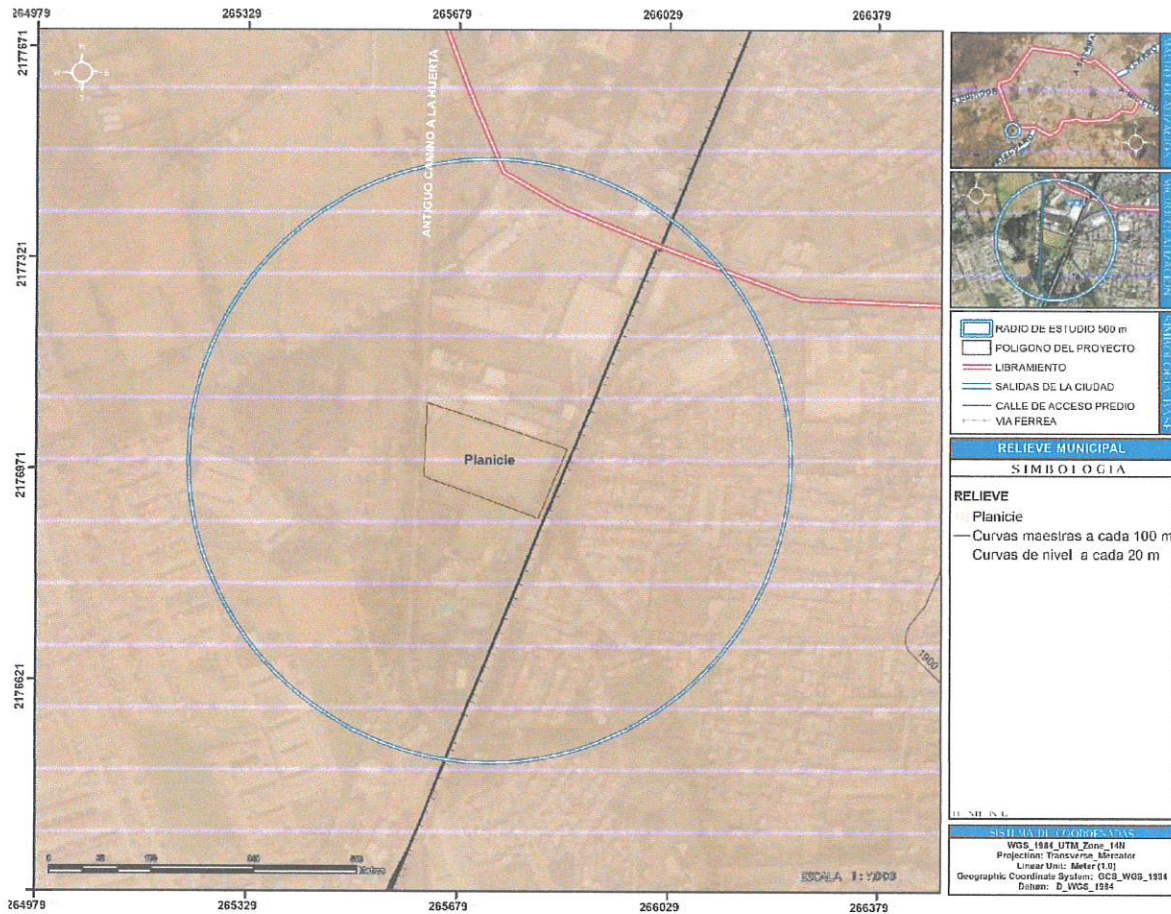 264979 265329 265679 266029 266379
2177671
2177321
2176971
2176621
ANTIGUO CAMINO A LA HUERTA
Planicie
1900
ESCALA 1:7,000
264979 265329 265679 266029 266379
RADIO DE ESTUDIO 500 m
POLIGONO DEL PROYECTO
LIBRAMIENTO
SALIDAS DE LA CIUDAD
CALLE DE ACCESO PREDIO
VIA FERREA
RELIEVE MUNICIPAL
SIMBOLOGIA
RELIEVE
Planicie
Curvas maestras a cada 100 m
Curvas de nivel a cada 20 m
SISTEMA DE COORDENADAS
WGS_1984_UTM_Zone_14N
Projection: Transverse_Mercator
Linear Unit: Meter (1.0)
Geographic Coordinate System: GCS_WGS_1984
Datum: D_WGS_1984